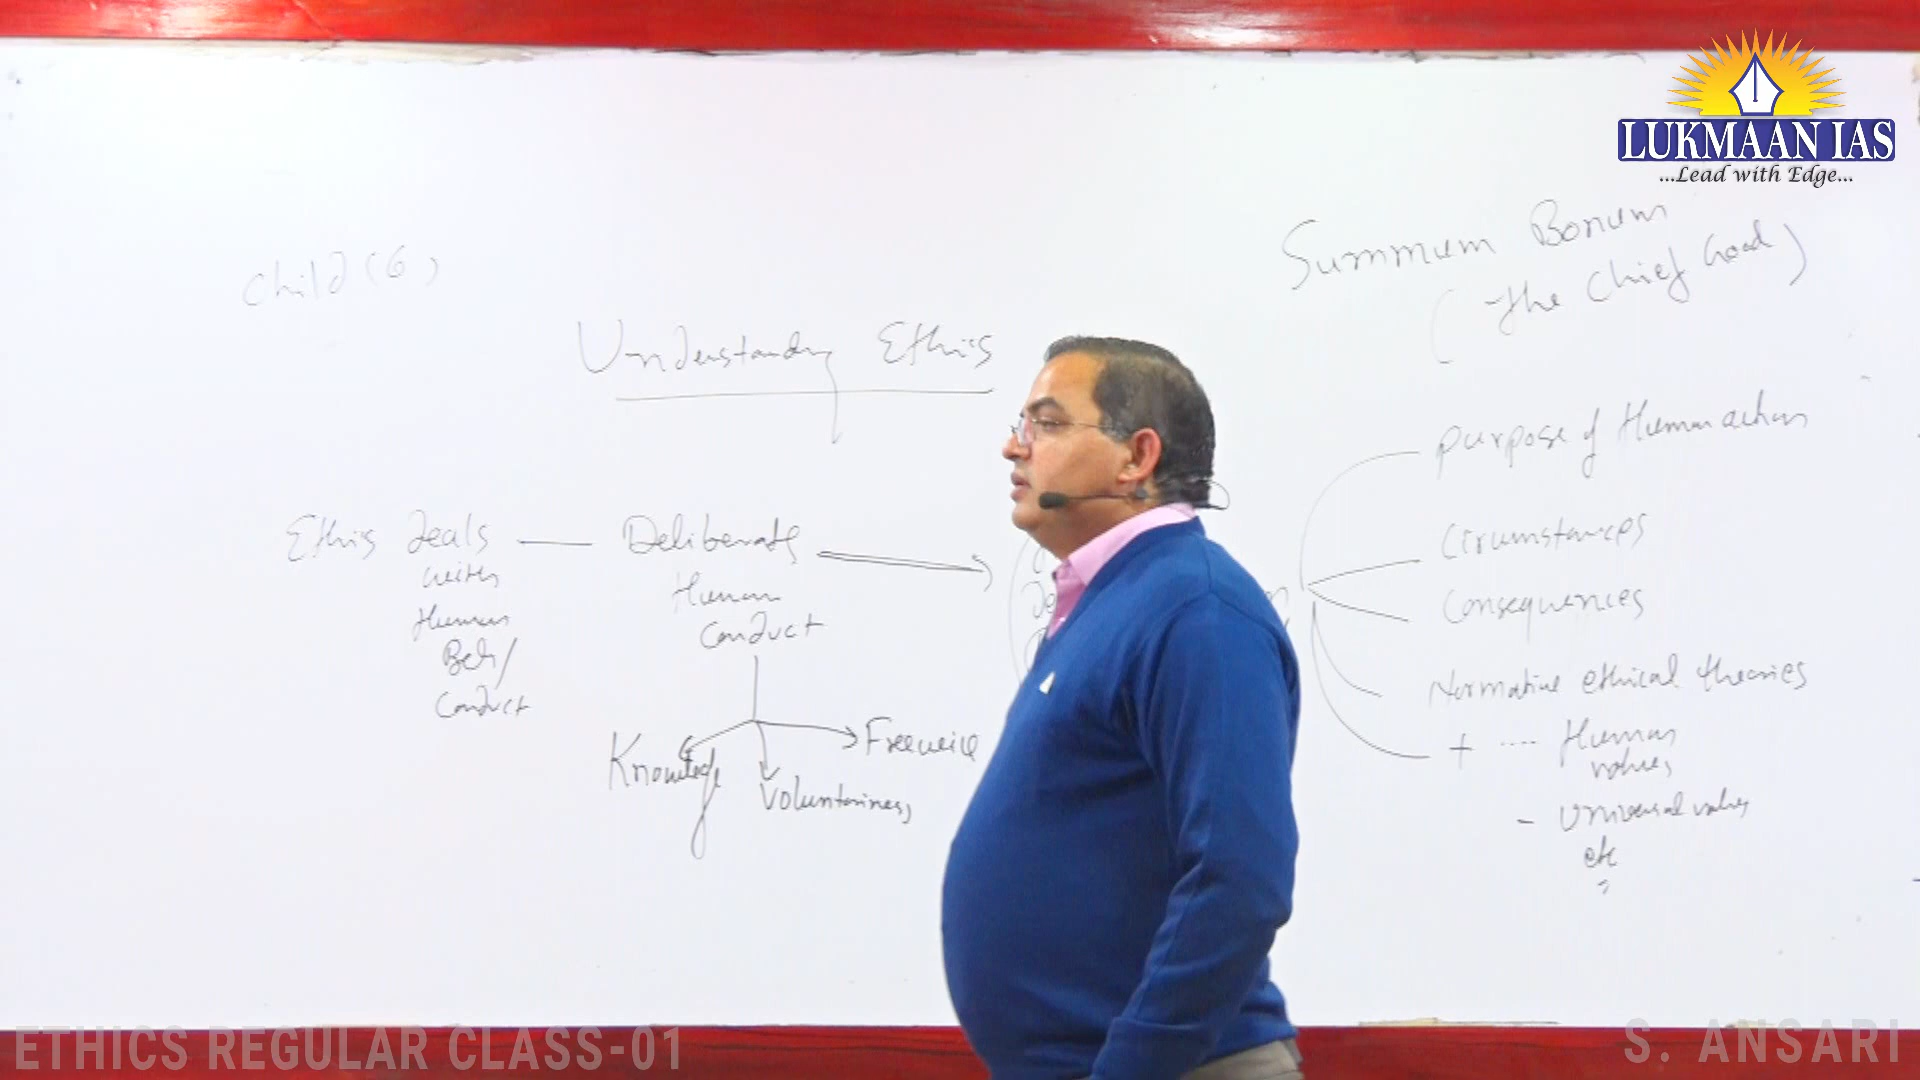 LUKMAAN IAS
...Lead with Edge...
Summum Bonum
(The Chief Good)
Child (6)
Understanding Ethics
Ethics deals
with
Human
Beh/
Conduct
Deliberate
Human
Conduct
Knowledge
Voluntariness
Freewill
Purpose of Human action
Circumstances
Consequences
Normative ethical theories
+ .... Human
values
- Universal values
etc
ETHICS REGULAR CLASS-01
S. ANSARI